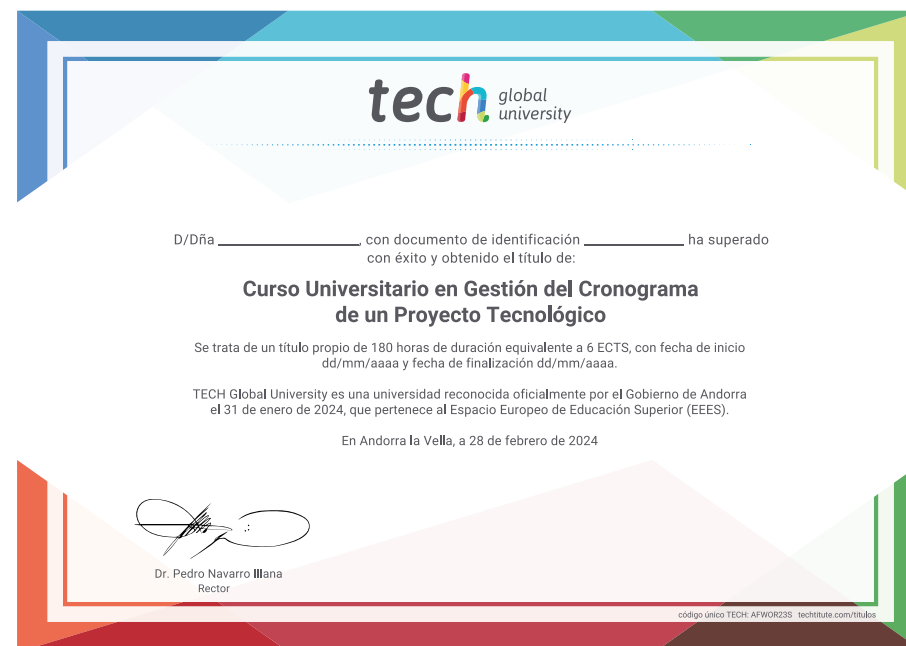 tech global
university
D/Dña ____________________, con documento de identificación ______________ ha superado
con éxito y obtenido el título de:
Curso Universitario en Gestión del Cronograma
de un Proyecto Tecnológico
Se trata de un título propio de 180 horas de duración equivalente a 6 ECTS, con fecha de inicio
dd/mm/aaaa y fecha de finalización dd/mm/aaaa.
TECH Global University es una universidad reconocida oficialmente por el Gobierno de Andorra
el 31 de enero de 2024, que pertenece al Espacio Europeo de Educación Superior (EEES).
En Andorra la Vella, a 28 de febrero de 2024
Dr. Pedro Navarro Illana
Rector
código único TECH: AFWOR23S techtitute.com/titulos